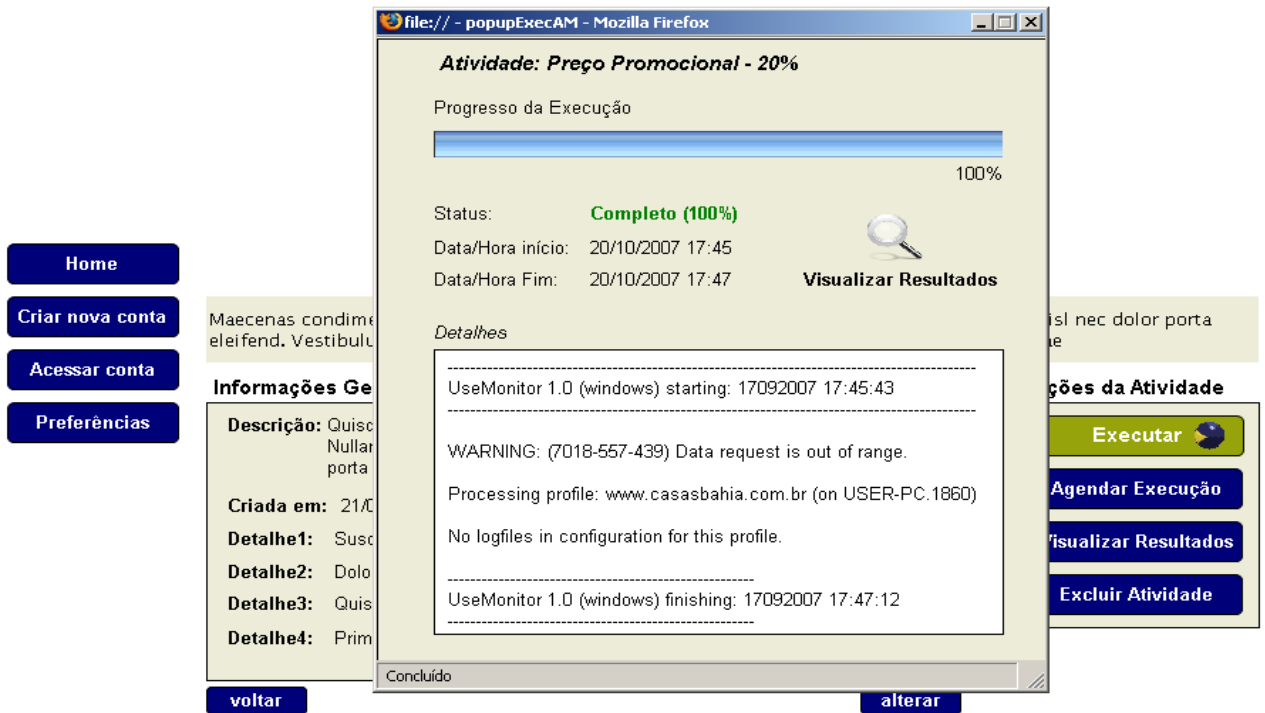 file:// - popupExecAM - Mozilla Firefox
Atividade: Preço Promocional - 20%
Progresso da Execução
100%
Status: Completo (100%)
Data/Hora início: 20/10/2007 17:45
Data/Hora Fim: 20/10/2007 17:47
Visualizar Resultados
Detalhes
--------------------------------------------------------------------------------------------
UseMonitor 1.0 (windows) starting: 17092007 17:45:43
--------------------------------------------------------------------------------------------
WARNING: (7018-557-439) Data request is out of range.
Processing profile: www.casasbahia.com.br (on USER-PC.1860)
No logfiles in configuration for this profile.
------------------------------------------------------
UseMonitor 1.0 (windows) finishing: 17092007 17:47:12
------------------------------------------------------
Concluído
Home
Criar nova conta
Acessar conta
Preferências
Maecenas nec dolor porta
eleifend.
Informações da Atividade
Descrição:
porta
Criada em:
Detalhe1:
Detalhe2:
Detalhe3:
Detalhe4:
Executar
Agendar Execução
Visualizar Resultados
Excluir Atividade
voltar
alterar